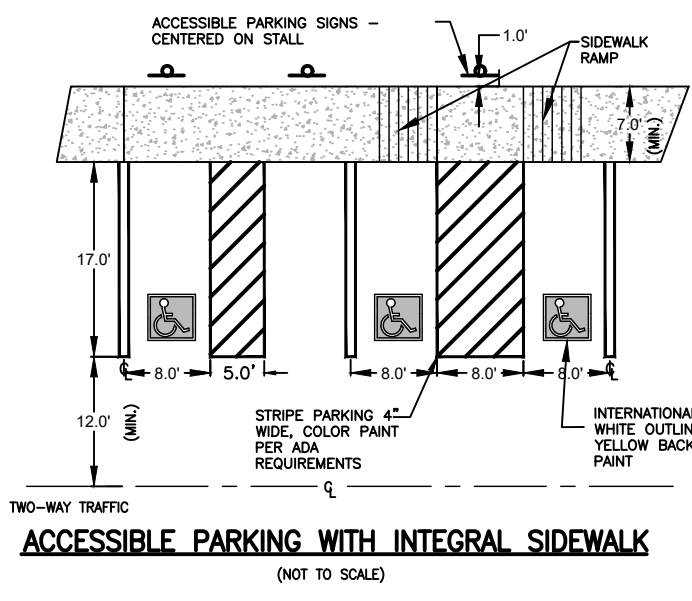 ACCESSIBLE PARKING SIGNS –
CENTERED ON STALL
1.0'
SIDEWALK
RAMP
7.0'
(MIN.)
17.0'
℄
8.0'
5.0'
8.0'
8.0'
8.0'
℄
12.0'
(MIN.)
STRIPE PARKING 4"
WIDE, COLOR PAINT
PER ADA
REQUIREMENTS
INTERNATIONAL
WHITE OUTLIN
YELLOW BACK
PAINT
℄
TWO-WAY TRAFFIC
ACCESSIBLE PARKING WITH INTEGRAL SIDEWALK
(NOT TO SCALE)